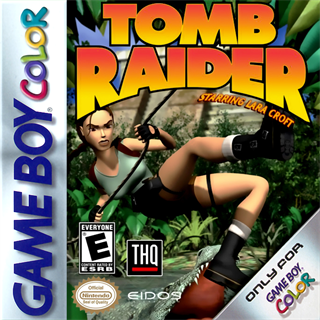 TOMB
RAIDER
STARRING LARA CROFT
GAME BOY COLOR
EVERYONE
E
CONTENT RATED BY
ESRB
THQ
Official
Nintendo
Seal of Quality
EIDOS
ONLY FOR
GAME BOY
COLOR